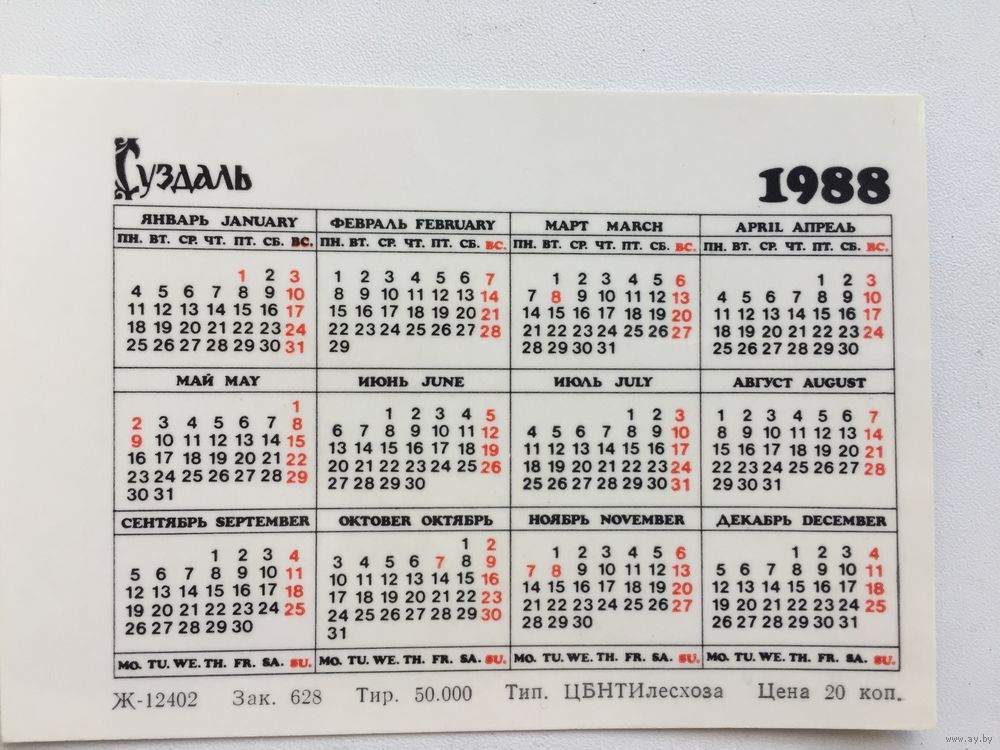 Суздаль 1988
ЯНВАРЬ JANUARY ФЕВРАЛЬ FEBRUARY МАРТ MARCH APRIL АПРЕЛЬ
ПН. ВТ. СР. ЧТ. ПТ. СБ. ВС. ПН. ВТ. СР. ЧТ. ПТ. СБ. ВС. ПН. ВТ. СР. ЧТ. ПТ. СБ. ВС. ПН. ВТ. СР. ЧТ. ПТ. СБ. ВС.
1 2 3 1 2 3 4 5 6 7 1 2 3 4 5 6 1 2 3
4 5 6 7 8 9 10 8 9 10 11 12 13 14 7 8 9 10 11 12 13 4 5 6 7 8 9 10
11 12 13 14 15 16 17 15 16 17 18 19 20 21 14 15 16 17 18 19 20 11 12 13 14 15 16 17
18 19 20 21 22 23 24 22 23 24 25 26 27 28 21 22 23 24 25 26 27 18 19 20 21 22 23 24
25 26 27 28 29 30 31 29 28 29 30 31 25 26 27 28 29 30
МАЙ MAY ИЮНЬ JUNE ИЮЛЬ JULY АВГУСТ AUGUST
1 1 2 3 4 5 1 2 3 1 2 3 4 5 6 7
2 3 4 5 6 7 8 6 7 8 9 10 11 12 4 5 6 7 8 9 10 8 9 10 11 12 13 14
9 10 11 12 13 14 15 13 14 15 16 17 18 19 11 12 13 14 15 16 17 15 16 17 18 19 20 21
16 17 18 19 20 21 22 20 21 22 23 24 25 26 18 19 20 21 22 23 24 22 23 24 25 26 27 28
23 24 25 26 27 28 29 27 28 29 30 25 26 27 28 29 30 31 29 30 31
30 31
СЕНТЯБРЬ SEPTEMBER OKTOBER ОКТЯБРЬ НОЯБРЬ NOVEMBER ДЕКАБРЬ DECEMBER
1 2 3 4 1 2 1 2 3 4 5 6 1 2 3 4
5 6 7 8 9 10 11 3 4 5 6 7 8 9 7 8 9 10 11 12 13 5 6 7 8 9 10 11
12 13 14 15 16 17 18 10 11 12 13 14 15 16 14 15 16 17 18 19 20 12 13 14 15 16 17 18
19 20 21 22 23 24 25 17 18 19 20 21 22 23 21 22 23 24 25 26 27 19 20 21 22 23 24 25
26 27 28 29 30 24 25 26 27 28 29 30 28 29 30 26 27 28 29 30 31
31
MO. TU. WE. TH. FR. SA. SU. MO. TU. WE. TH. FR. SA. SU. MO. TU. WE. TH. FR. SA. SU. MO. TU. WE. TH. FR. SA. SU.
Ж-12402 Зак. 628 Тир. 50.000 Тип. ЦБНТИлесхоза Цена 20 коп.
www.ay.by